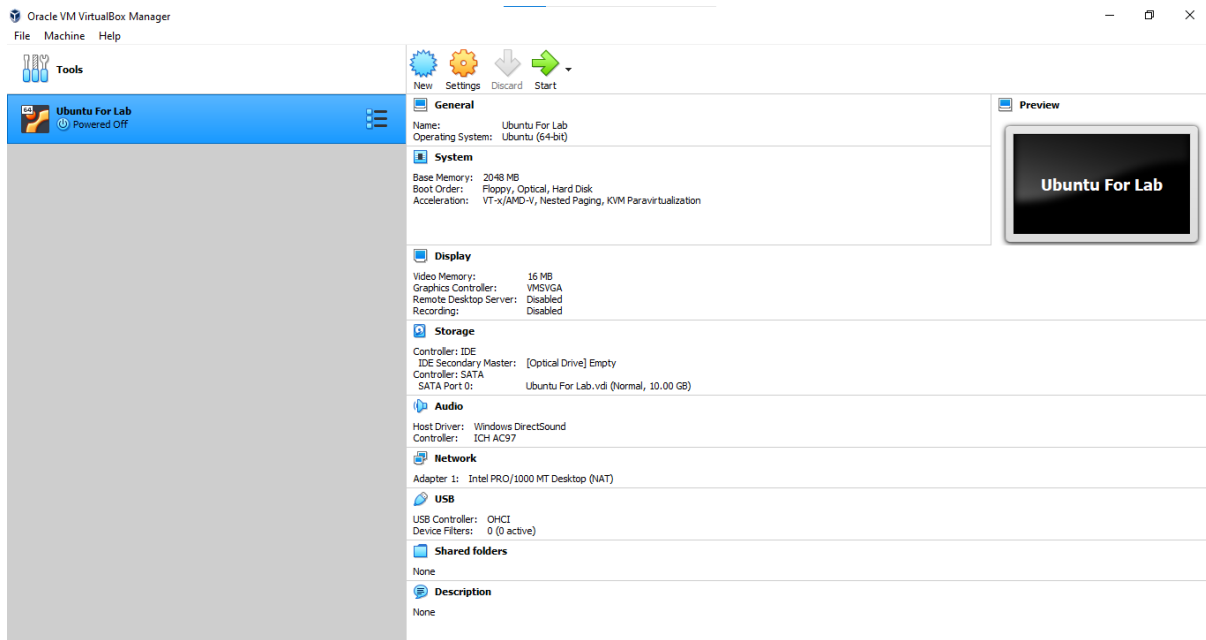 Oracle VM VirtualBox Manager
File Machine Help
Tools
New Settings Discard Start
64
Ubuntu For Lab
Powered Off
General
Name: Ubuntu For Lab
Operating System: Ubuntu (64-bit)
Preview
Ubuntu For Lab
System
Base Memory: 2048 MB
Boot Order: Floppy, Optical, Hard Disk
Acceleration: VT-x/AMD-V, Nested Paging, KVM Paravirtualization
Display
Video Memory: 16 MB
Graphics Controller: VMSVGA
Remote Desktop Server: Disabled
Recording: Disabled
Storage
Controller: IDE
IDE Secondary Master: [Optical Drive] Empty
Controller: SATA
SATA Port 0: Ubuntu For Lab.vdi (Normal, 10.00 GB)
Audio
Host Driver: Windows DirectSound
Controller: ICH AC97
Network
Adapter 1: Intel PRO/1000 MT Desktop (NAT)
USB
USB Controller: OHCI
Device Filters: 0 (0 active)
Shared folders
None
Description
None